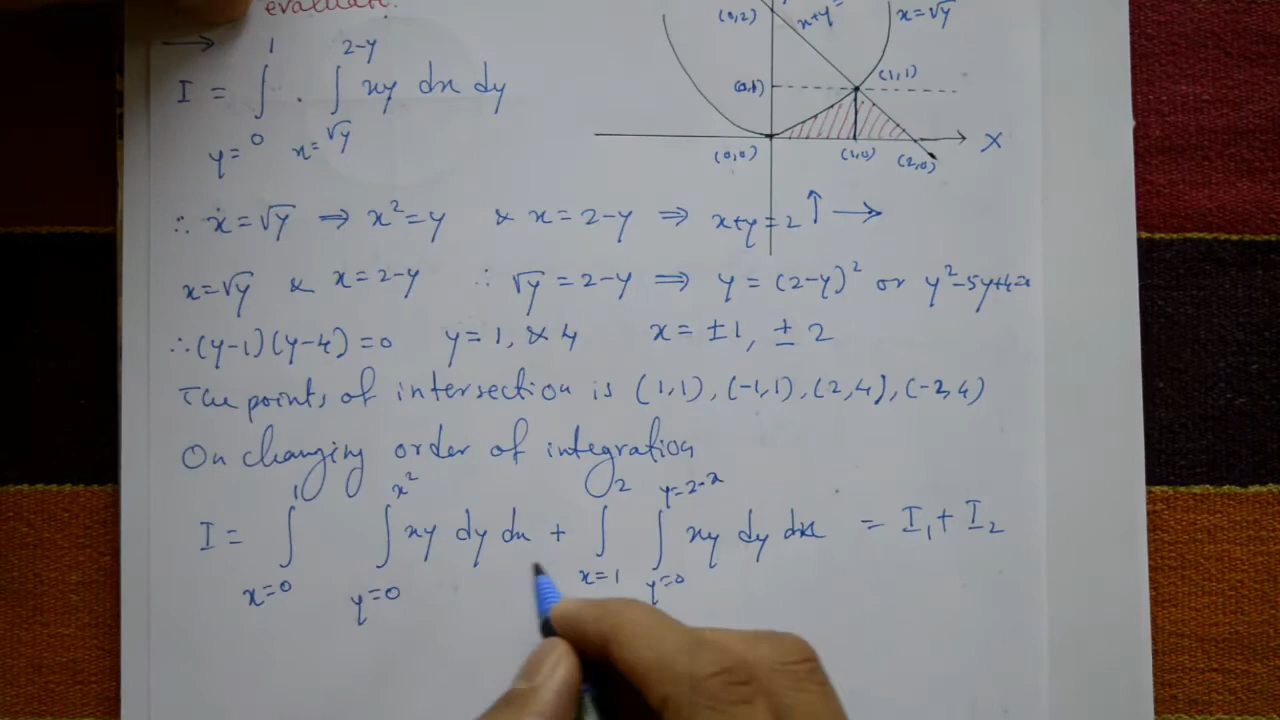 evaluate.
→
I = ∫_{y=0}^{1} . ∫_{x=√y}^{2-y} xy dx dy
(0,2)
x+y=
x=√y
(0,1)
(1,1)
(0,0)
(1,0)
(2,0)
X
∴ x=√y ⇒ x²=y & x=2-y ⇒ x+y=2 ↑ →
x=√y & x=2-y ∴ √y=2-y ⇒ y=(2-y)² or y²-5y+4=0
∴(y-1)(y-4)=0 y=1, & 4 x=±1, ±2
The points of intersection is (1,1), (-1,1), (2,4), (-2,4)
On changing order of integration
I = ∫_{x=0}^{1} ∫_{y=0}^{x²} xy dy dx + ∫_{x=1}^{2} ∫_{y=0}^{y=2-x} xy dy dx = I₁+I₂